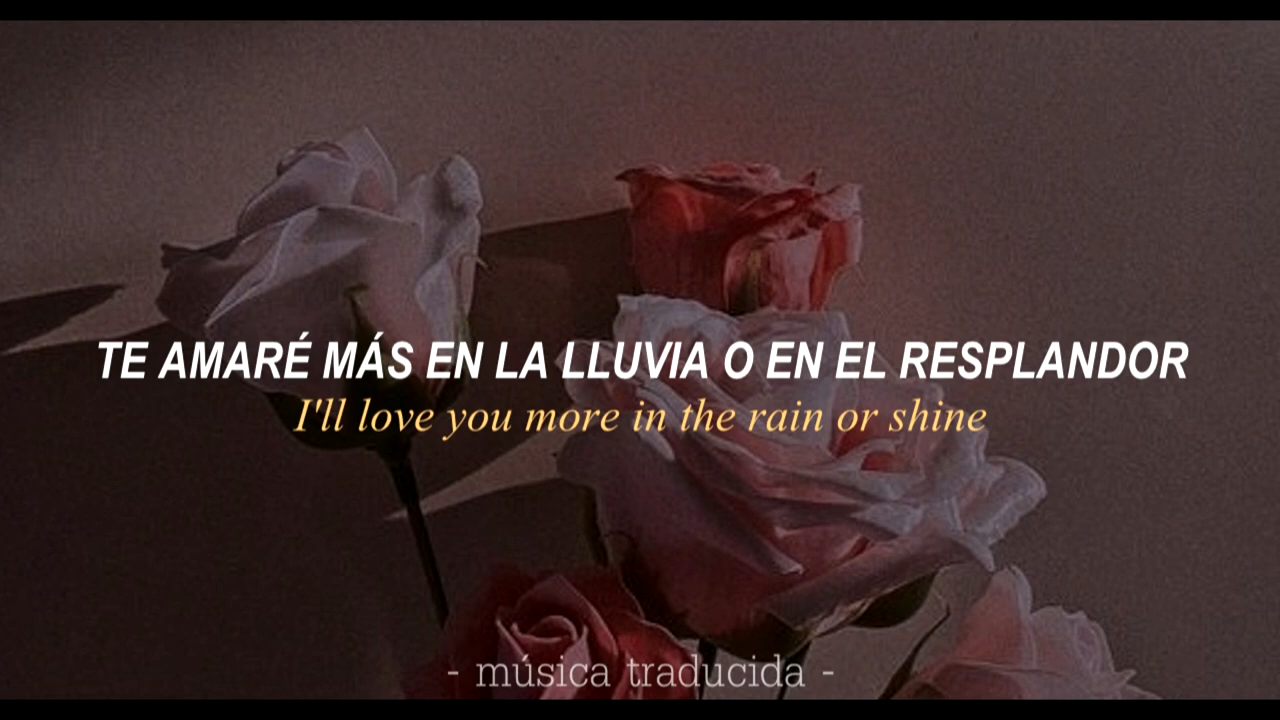 TE AMARÉ MÁS EN LA LLUVIA O EN EL RESPLANDOR
I'll love you more in the rain or shine
- música traducida -